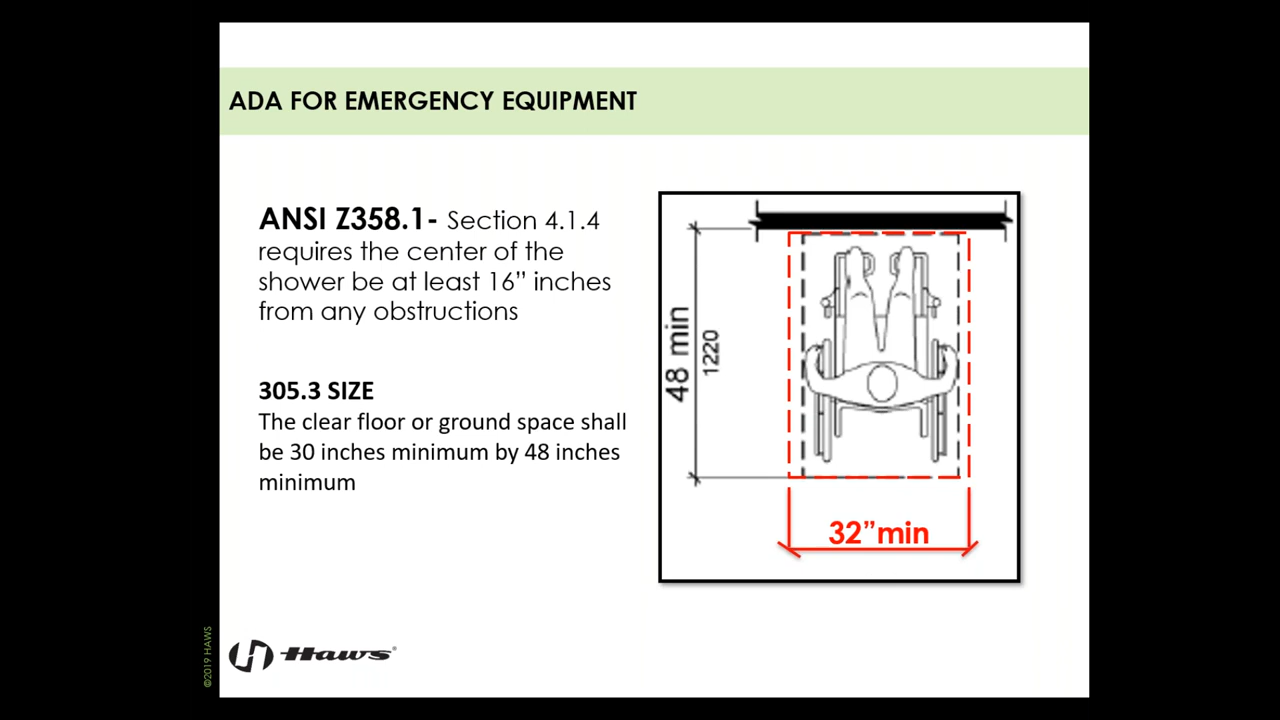 ADA FOR EMERGENCY EQUIPMENT
ANSI Z358.1- Section 4.1.4
requires the center of the
shower be at least 16” inches
from any obstructions
305.3 SIZE
The clear floor or ground space shall
be 30 inches minimum by 48 inches
minimum
48 min
1220
32”min
©2019 HAWS
Haws®